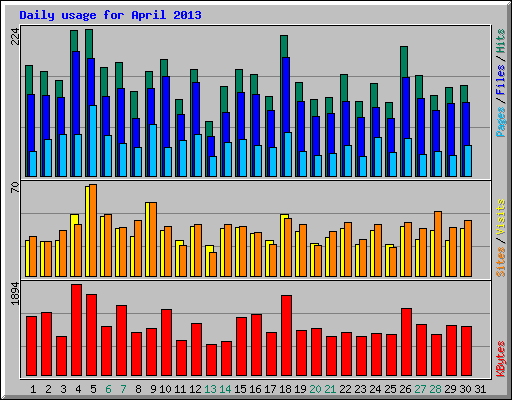 Daily usage for April 2013
224
Pages / Files / Hits
70
Sites / Visits
1894
KBytes
1 2 3 4 5 6 7 8 9 10 11 12 13 14 15 16 17 18 19 20 21 22 23 24 25 26 27 28 29 30 31